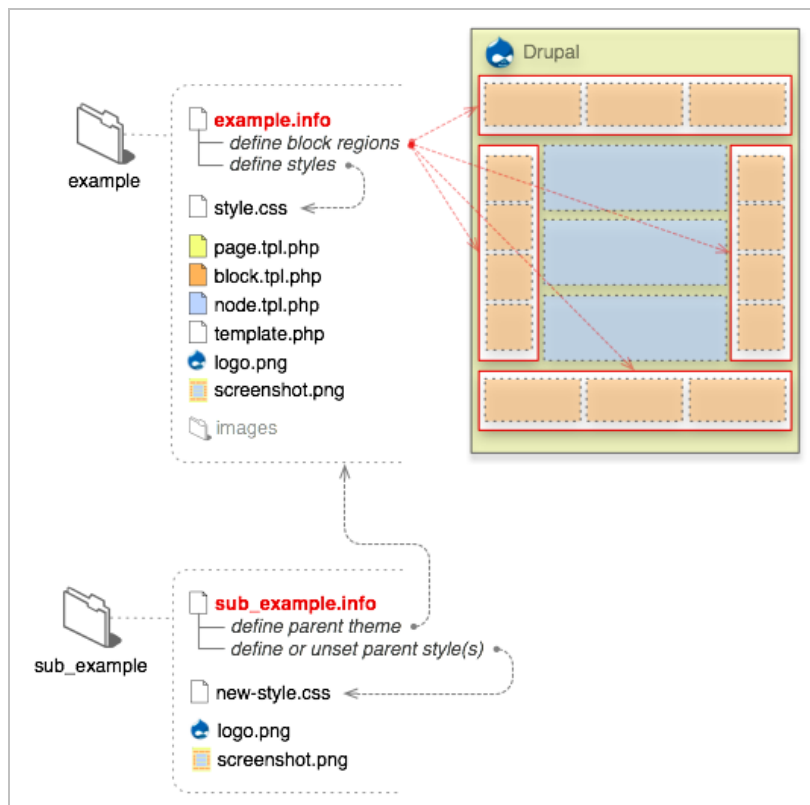 Drupal
example
example.info
define block regions
define styles
style.css
page.tpl.php
block.tpl.php
node.tpl.php
template.php
logo.png
screenshot.png
images
sub_example
sub_example.info
define parent theme
define or unset parent style(s)
new-style.css
logo.png
screenshot.png